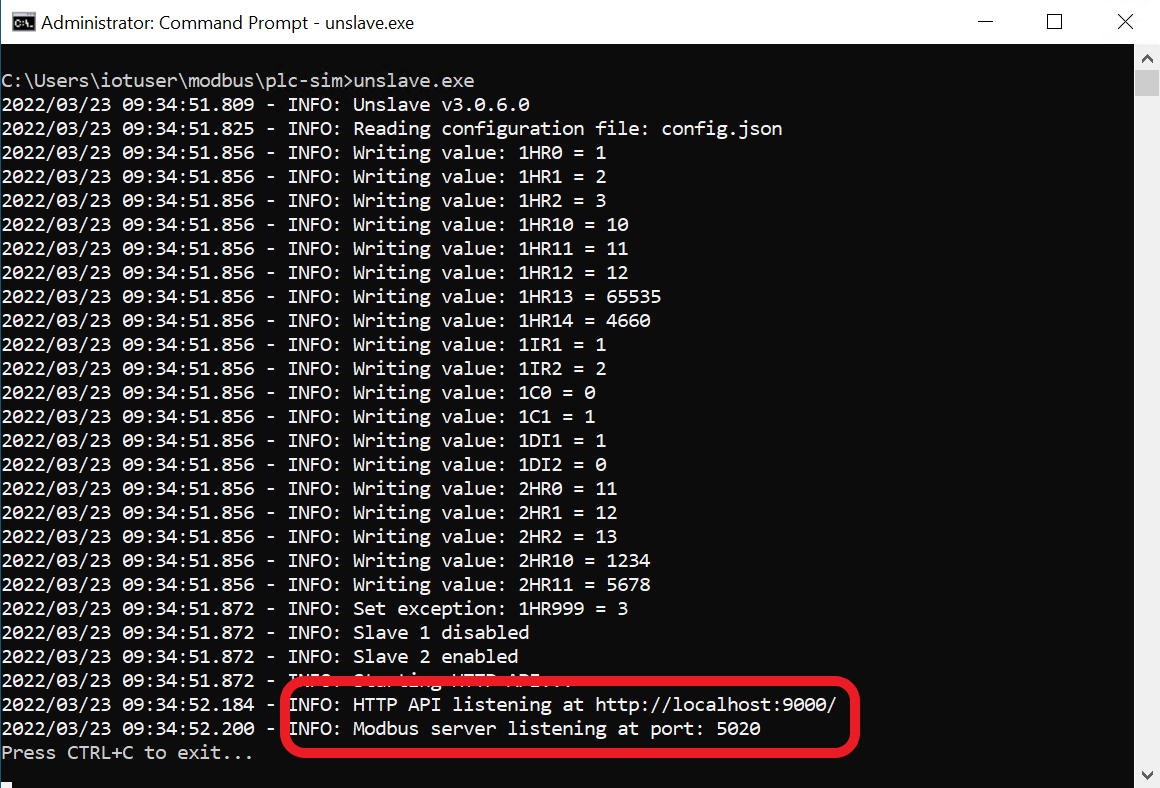 Administrator: Command Prompt - unslave.exe
C:\Users\iotuser\modbus\plc-sim>unslave.exe
2022/03/23 09:34:51.809 - INFO: Unslave v3.0.6.0
2022/03/23 09:34:51.825 - INFO: Reading configuration file: config.json
2022/03/23 09:34:51.856 - INFO: Writing value: 1HR0 = 1
2022/03/23 09:34:51.856 - INFO: Writing value: 1HR1 = 2
2022/03/23 09:34:51.856 - INFO: Writing value: 1HR2 = 3
2022/03/23 09:34:51.856 - INFO: Writing value: 1HR10 = 10
2022/03/23 09:34:51.856 - INFO: Writing value: 1HR11 = 11
2022/03/23 09:34:51.856 - INFO: Writing value: 1HR12 = 12
2022/03/23 09:34:51.856 - INFO: Writing value: 1HR13 = 65535
2022/03/23 09:34:51.856 - INFO: Writing value: 1HR14 = 4660
2022/03/23 09:34:51.856 - INFO: Writing value: 1IR1 = 1
2022/03/23 09:34:51.856 - INFO: Writing value: 1IR2 = 2
2022/03/23 09:34:51.856 - INFO: Writing value: 1C0 = 0
2022/03/23 09:34:51.856 - INFO: Writing value: 1C1 = 1
2022/03/23 09:34:51.856 - INFO: Writing value: 1DI1 = 1
2022/03/23 09:34:51.856 - INFO: Writing value: 1DI2 = 0
2022/03/23 09:34:51.856 - INFO: Writing value: 2HR0 = 11
2022/03/23 09:34:51.856 - INFO: Writing value: 2HR1 = 12
2022/03/23 09:34:51.856 - INFO: Writing value: 2HR2 = 13
2022/03/23 09:34:51.856 - INFO: Writing value: 2HR10 = 1234
2022/03/23 09:34:51.856 - INFO: Writing value: 2HR11 = 5678
2022/03/23 09:34:51.872 - INFO: Set exception: 1HR999 = 3
2022/03/23 09:34:51.872 - INFO: Slave 1 disabled
2022/03/23 09:34:51.872 - INFO: Slave 2 enabled
2022/03/23 09:34:51.872 - INFO: Starting HTTP API...
2022/03/23 09:34:52.184 - INFO: HTTP API listening at http://localhost:9000/
2022/03/23 09:34:52.200 - INFO: Modbus server listening at port: 5020
Press CTRL+C to exit...